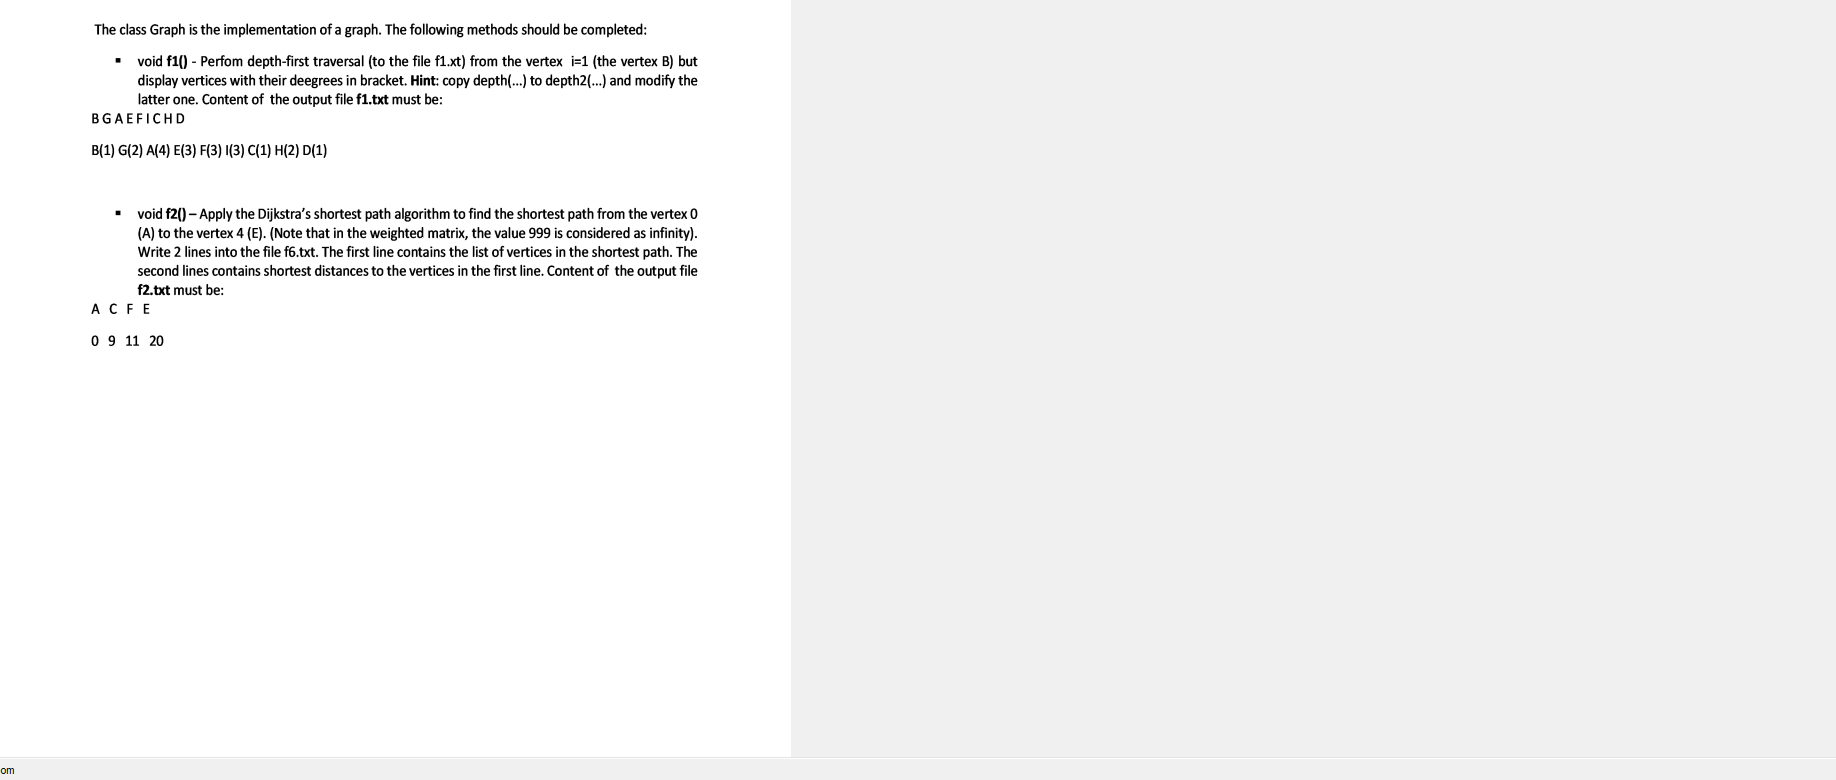 The class Graph is the implementation of a graph. The following methods should be completed:
▪ void f1() - Perfom depth-first traversal (to the file f1.xt) from the vertex i=1 (the vertex B) but
display vertices with their deegrees in bracket. Hint: copy depth(...) to depth2(...) and modify the
latter one. Content of the output file f1.txt must be:
B G A E F I C H D
B(1) G(2) A(4) E(3) F(3) I(3) C(1) H(2) D(1)
▪ void f2() – Apply the Dijkstra's shortest path algorithm to find the shortest path from the vertex 0
(A) to the vertex 4 (E). (Note that in the weighted matrix, the value 999 is considered as infinity).
Write 2 lines into the file f6.txt. The first line contains the list of vertices in the shortest path. The
second lines contains shortest distances to the vertices in the first line. Content of the output file
f2.txt must be:
A C F E
0 9 11 20
om